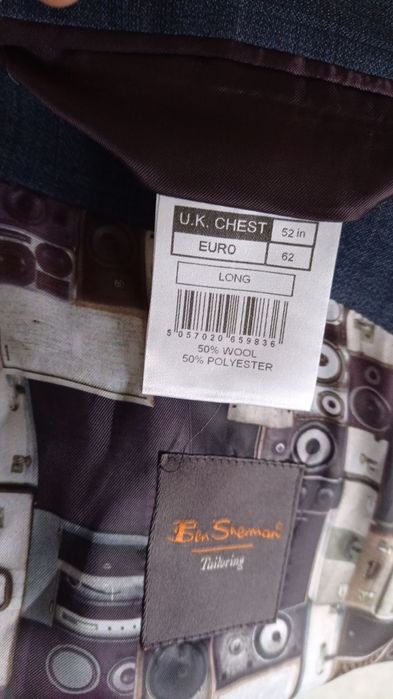 U.K. CHEST 52 in
EURO 62
LONG
5 057020 659836
50% WOOL
50% POLYESTER
Ben Sherman
Tailoring